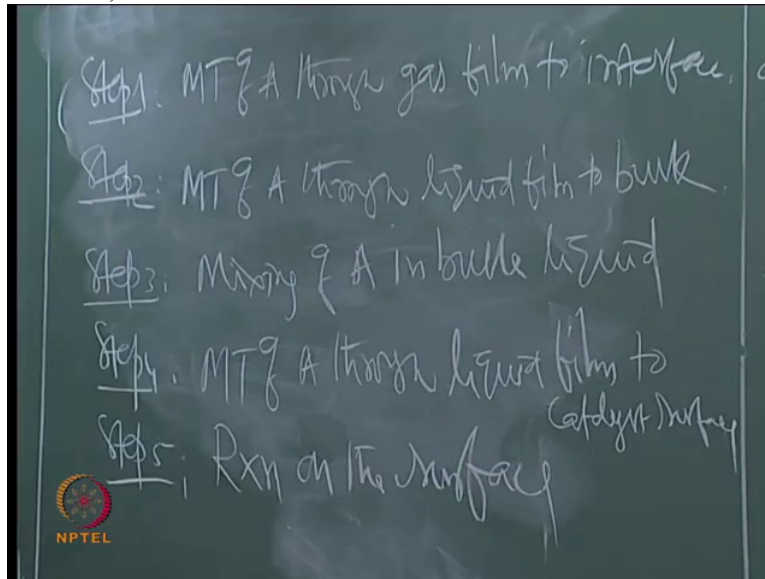 Step1: MT of A through gas film to interface.
Step2: MT of A through liquid film to bulk.
Step3: Mixing of A in bulk liquid
Step4: MT of A through liquid film to
Catalyst surface
Step5: Rxn on the surface
NPTEL